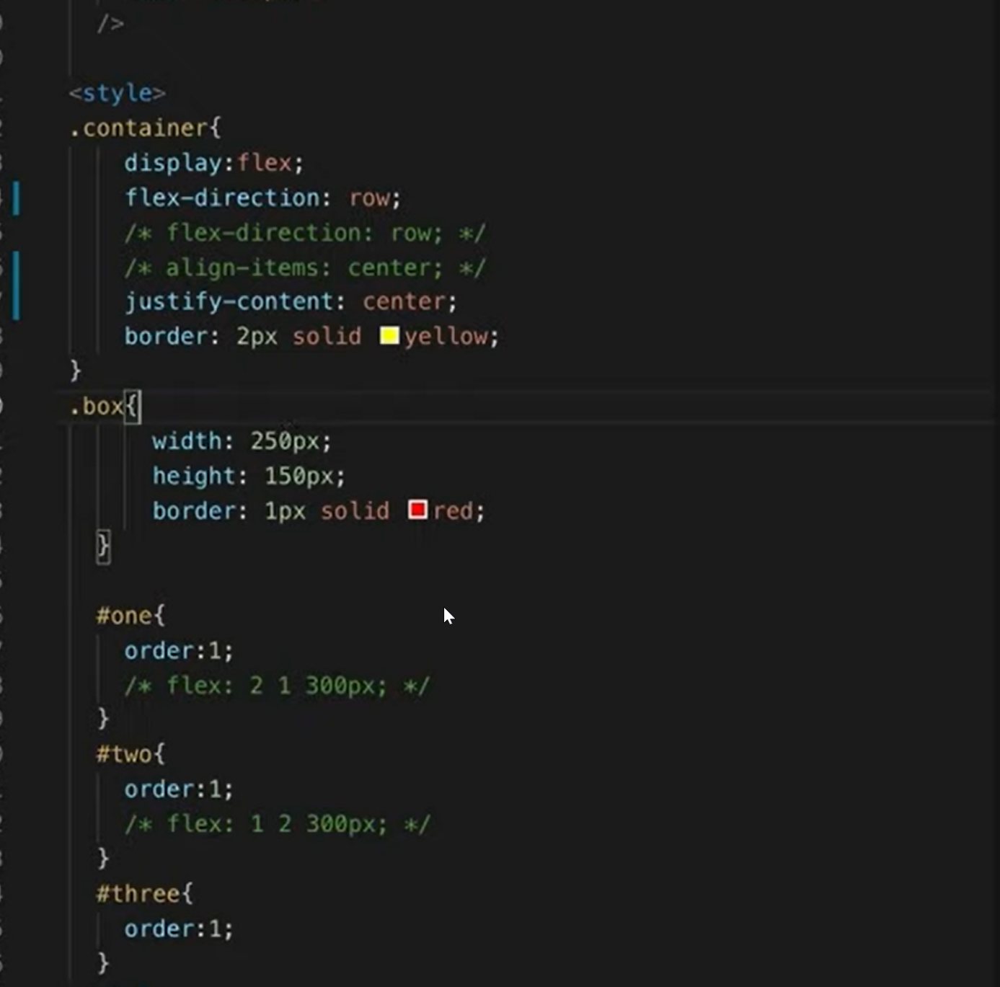 />
<style>
.container{
display:flex;
flex-direction: row;
/* flex-direction: row; */
/* align-items: center; */
justify-content: center;
border: 2px solid yellow;
}
.box{
width: 250px;
height: 150px;
border: 1px solid red;
}
#one{
order:1;
/* flex: 2 1 300px; */
}
#two{
order:1;
/* flex: 1 2 300px; */
}
#three{
order:1;
}